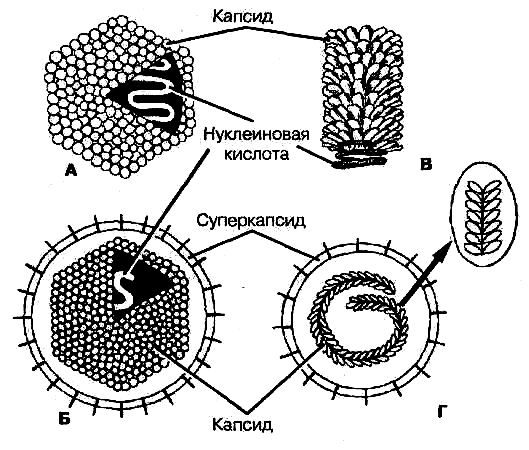 Капсид
Нуклеиновая
кислота
А
В
Суперкапсид
Б
Г
Капсид